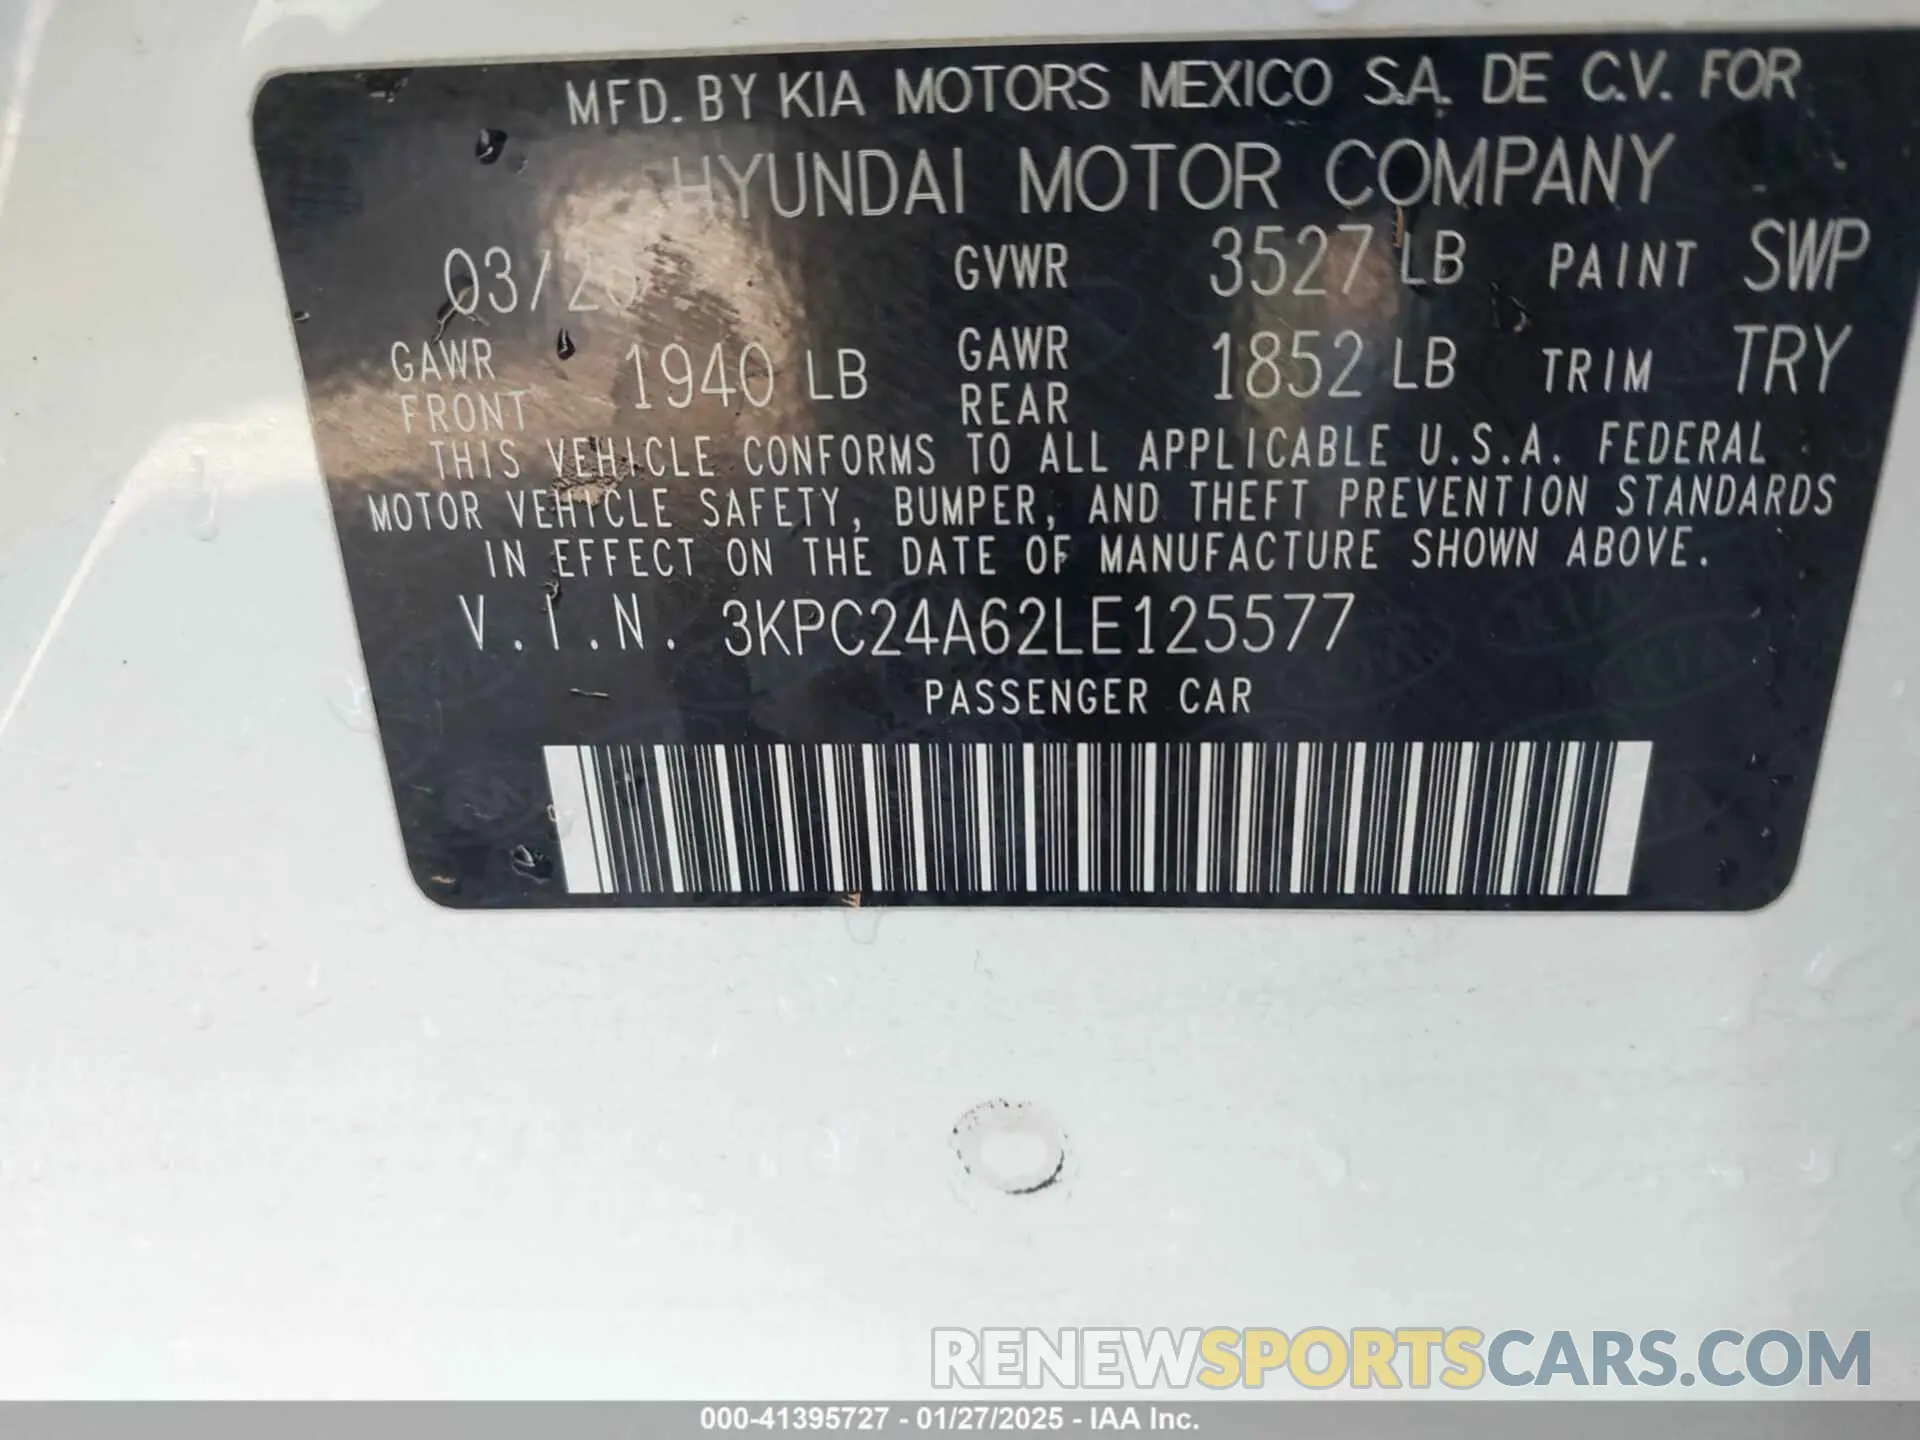 MFD. BY KIA MOTORS MEXICO S.A. DE C.V. FOR
HYUNDAI MOTOR COMPANY
03/20 GVWR 3527 LB PAINT SWP
GAWR FRONT 1940 LB GAWR REAR 1852 LB TRIM TRY
THIS VEHICLE CONFORMS TO ALL APPLICABLE U.S.A. FEDERAL
MOTOR VEHICLE SAFETY, BUMPER, AND THEFT PREVENTION STANDARDS
IN EFFECT ON THE DATE OF MANUFACTURE SHOWN ABOVE.
V.I.N. 3KPC24A62LE125577
PASSENGER CAR
RENEWSPORTSCARS.COM
000-41395727 - 01/27/2025 - IAA Inc.